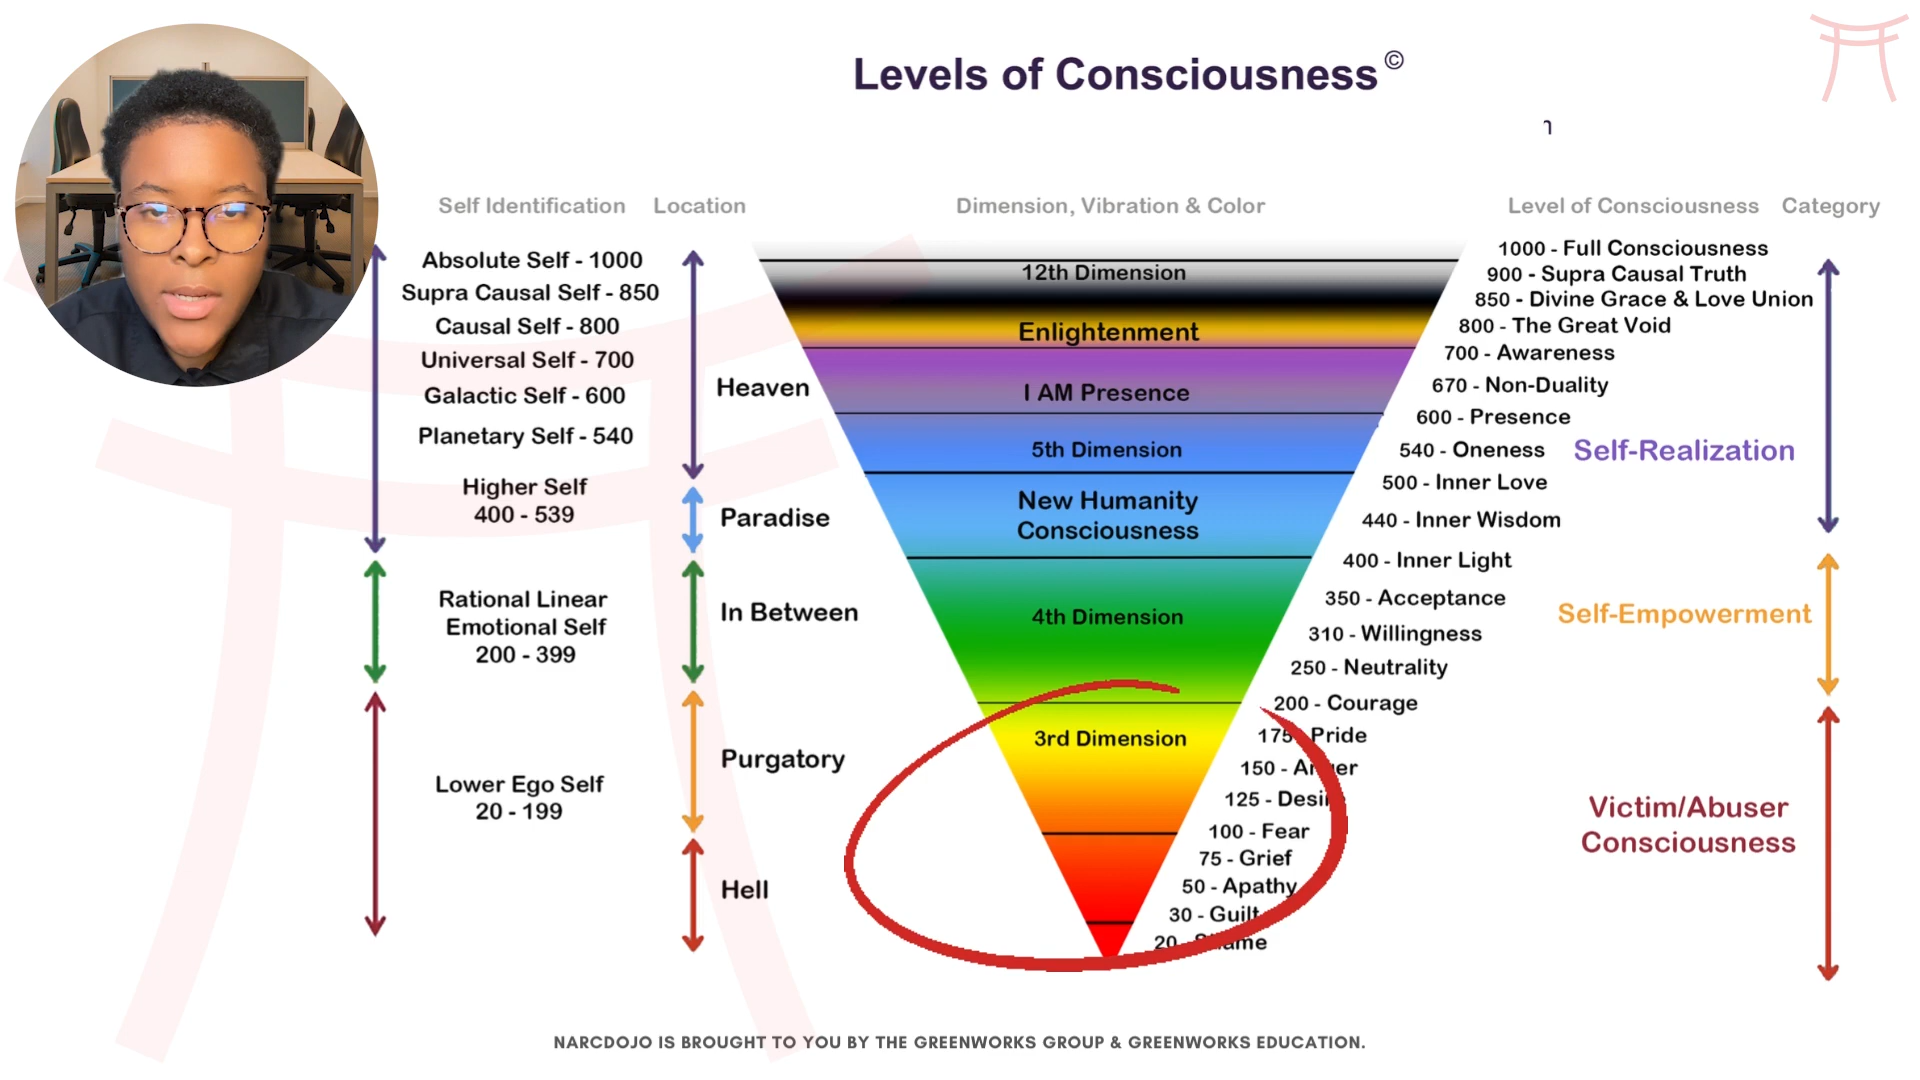 Levels of Consciousness©
Self Identification
Location
Dimension, Vibration & Color
Level of Consciousness
Category
Absolute Self - 1000
Supra Causal Self - 850
Causal Self - 800
Universal Self - 700
Galactic Self - 600
Planetary Self - 540
Higher Self
400 - 539
Rational Linear
Emotional Self
200 - 399
Lower Ego Self
20 - 199
Heaven
Paradise
In Between
Purgatory
Hell
12th Dimension
Enlightenment
I AM Presence
5th Dimension
New Humanity
Consciousness
4th Dimension
3rd Dimension
1000 - Full Consciousness
900 - Supra Causal Truth
850 - Divine Grace & Love Union
800 - The Great Void
700 - Awareness
670 - Non-Duality
600 - Presence
540 - Oneness
500 - Inner Love
440 - Inner Wisdom
400 - Inner Light
350 - Acceptance
310 - Willingness
250 - Neutrality
200 - Courage
175 - Pride
150 - Anger
125 - Desire
100 - Fear
75 - Grief
50 - Apathy
30 - Guilt
20 - Shame
Self-Realization
Self-Empowerment
Victim/Abuser
Consciousness
NARCDOJO IS BROUGHT TO YOU BY THE GREENWORKS GROUP & GREENWORKS EDUCATION.